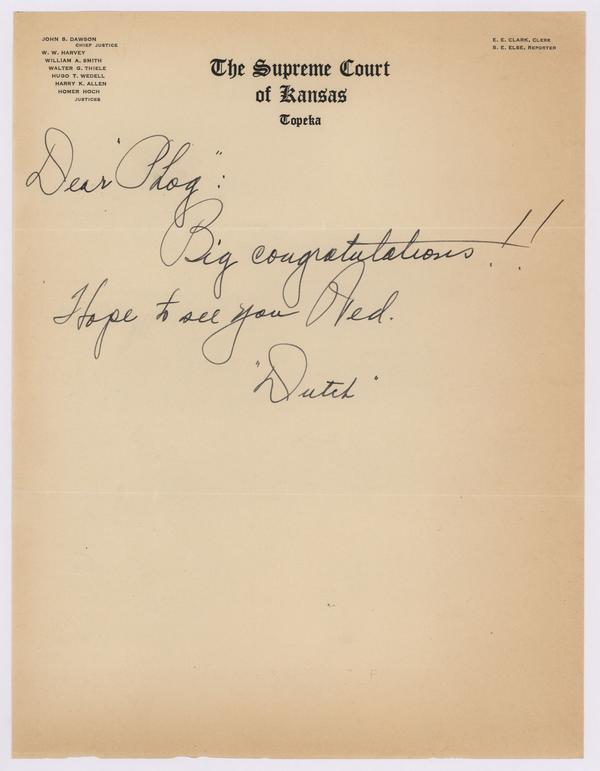 JOHN S. DAWSON
CHIEF JUSTICE
W. W. HARVEY
WILLIAM A. SMITH
WALTER G. THIELE
HUGO T. WEDELL
HARRY K. ALLEN
HOMER HOCH
JUSTICES
E. E. CLARK, CLERK
S. E. ELSE, REPORTER
The Supreme Court
of Kansas
Topeka
Dear "Phog":
Big congratulations!!
Hope to see you Wed.
"Dutch"